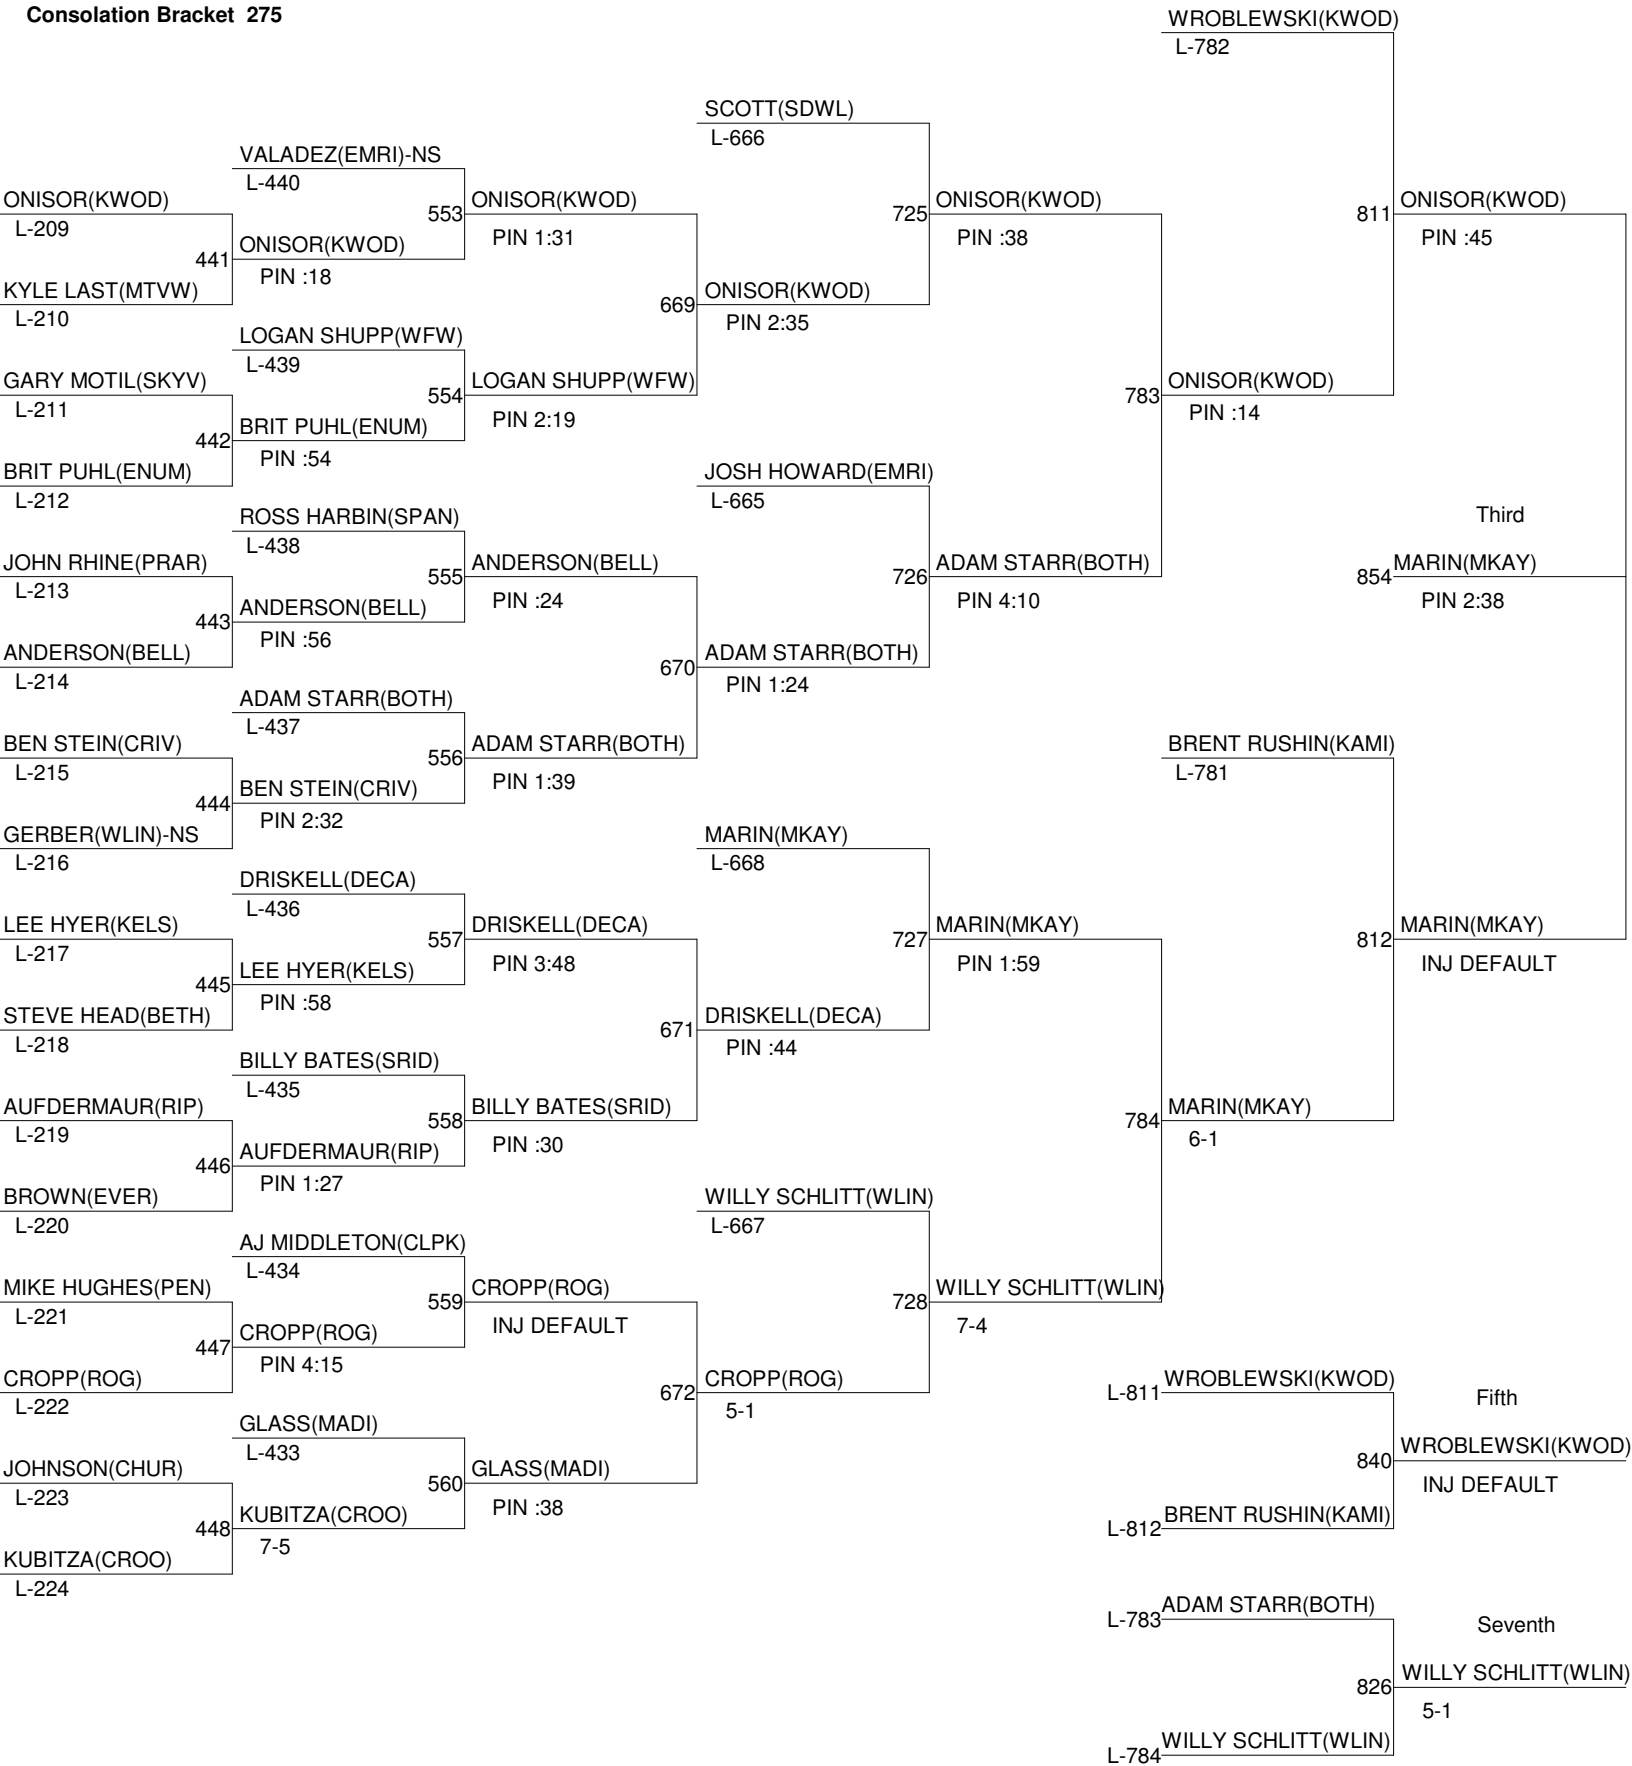 Consolation Bracket 275
ONISOR(KWOD)
L-209
KYLE LAST(MTVW)
L-210
GARY MOTIL(SKYV)
L-211
BRIT PUHL(ENUM)
L-212
JOHN RHINE(PRAR)
L-213
ANDERSON(BELL)
L-214
BEN STEIN(CRIV)
L-215
GERBER(WLIN)-NS
L-216
LEE HYER(KELS)
L-217
STEVE HEAD(BETH)
L-218
AUFDERMAUR(RIP)
L-219
BROWN(EVER)
L-220
MIKE HUGHES(PEN)
L-221
CROPP(ROG)
L-222
JOHNSON(CHUR)
L-223
KUBITZA(CROO)
L-224
VALADEZ(EMRI)-NS
L-440
441
ONISOR(KWOD)
PIN :18
LOGAN SHUPP(WFW)
L-439
442
BRIT PUHL(ENUM)
PIN :54
ROSS HARBIN(SPAN)
L-438
443
ANDERSON(BELL)
PIN :56
ADAM STARR(BOTH)
L-437
444
BEN STEIN(CRIV)
PIN 2:32
DRISKELL(DECA)
L-436
445
LEE HYER(KELS)
PIN :58
BILLY BATES(SRID)
L-435
446
AUFDERMAUR(RIP)
PIN 1:27
AJ MIDDLETON(CLPK)
L-434
447
CROPP(ROG)
PIN 4:15
GLASS(MADI)
L-433
448
KUBITZA(CROO)
7-5
553
ONISOR(KWOD)
PIN 1:31
554
LOGAN SHUPP(WFW)
PIN 2:19
555
ANDERSON(BELL)
PIN :24
556
ADAM STARR(BOTH)
PIN 1:39
557
DRISKELL(DECA)
PIN 3:48
558
BILLY BATES(SRID)
PIN :30
559
CROPP(ROG)
INJ DEFAULT
560
GLASS(MADI)
PIN :38
SCOTT(SDWL)
L-666
669
ONISOR(KWOD)
PIN 2:35
JOSH HOWARD(EMRI)
L-665
670
ADAM STARR(BOTH)
PIN 1:24
MARIN(MKAY)
L-668
671
DRISKELL(DECA)
PIN :44
WILLY SCHLITT(WLIN)
L-667
672
CROPP(ROG)
5-1
725
ONISOR(KWOD)
PIN :38
726
ADAM STARR(BOTH)
PIN 4:10
727
MARIN(MKAY)
PIN 1:59
728
WILLY SCHLITT(WLIN)
7-4
WROBLEWSKI(KWOD)
L-782
783
ONISOR(KWOD)
PIN :14
BRENT RUSHIN(KAMI)
L-781
784
MARIN(MKAY)
6-1
811
ONISOR(KWOD)
PIN :45
Third
854
MARIN(MKAY)
PIN 2:38
812
MARIN(MKAY)
INJ DEFAULT
L-811
WROBLEWSKI(KWOD)
Fifth
840
WROBLEWSKI(KWOD)
INJ DEFAULT
L-812
BRENT RUSHIN(KAMI)
L-783
ADAM STARR(BOTH)
Seventh
826
WILLY SCHLITT(WLIN)
5-1
L-784
WILLY SCHLITT(WLIN)